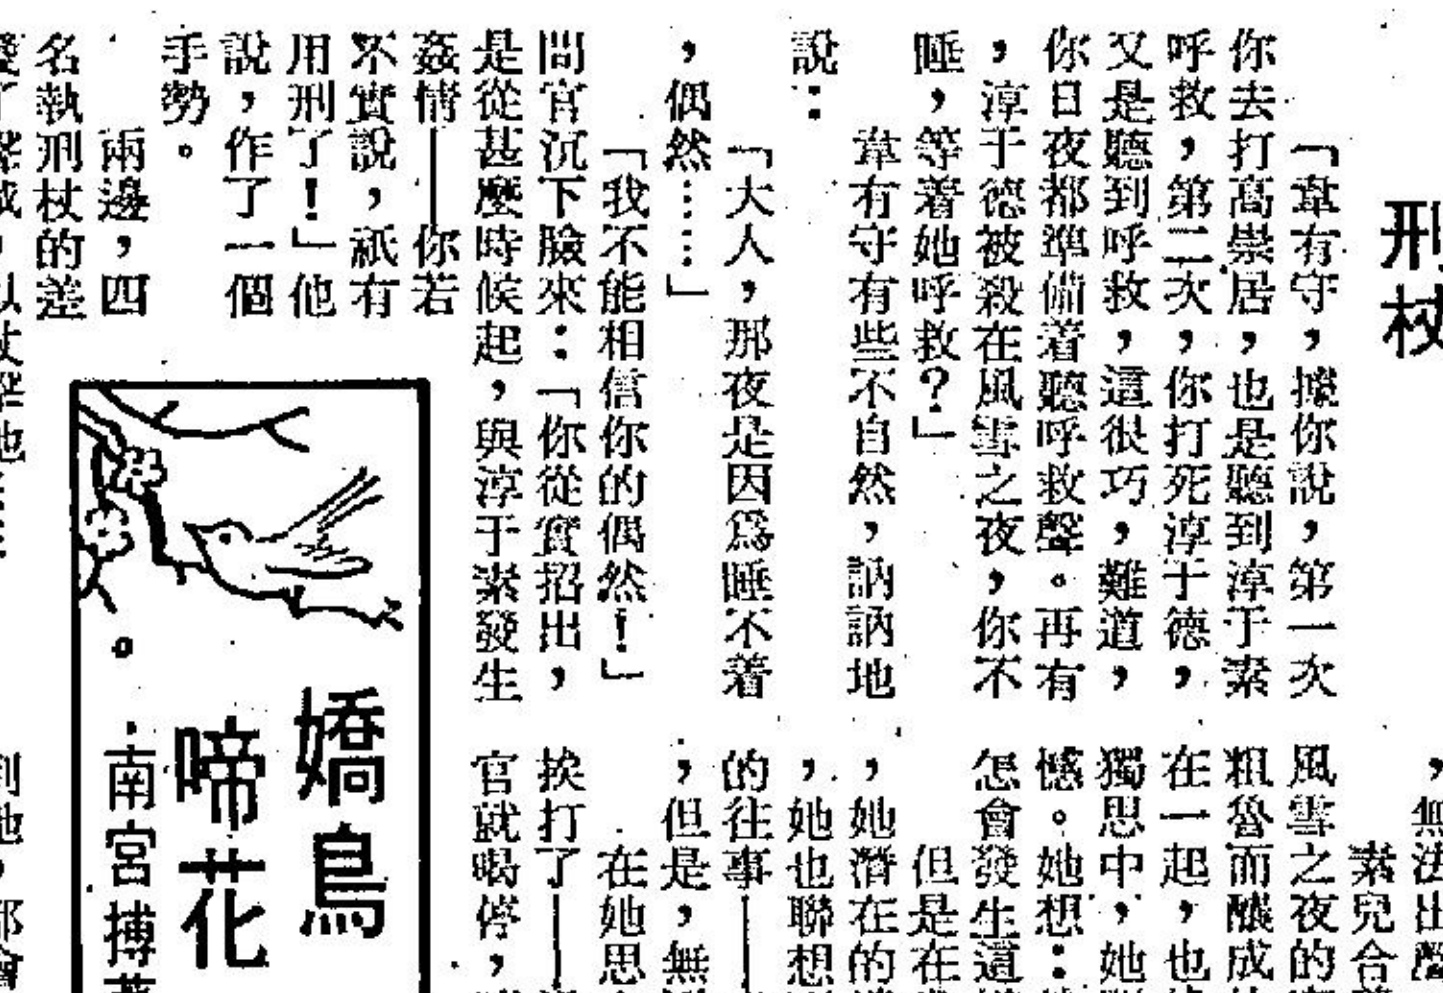 刑杖
「韋有守，據你說，第一次
你去打高崇居，也是聽到淳于素
呼救，第二次，你打死淳于德，
又是聽到呼救，這很巧，難道，
你日夜都準備着聽呼救聲。再有
，淳于德被殺在風雪之夜，你不
睡，等着她呼救？」
韋有守有些不自然，訥訥地
說：
「大人，那夜是因爲睡不着
，偶然……」
「我不能相信你的偶然！」
問官沉下臉來：「你從實招出，
是從甚麼時候起，與淳于素發生
姦情——你若
不實說，祇有
用刑了！」他
說，作了一個
手勢。
兩邊，四
名執刑杖的差
嬌鳥
啼花
。南宮搏著
，無法出聲
素兒合
風雪之夜的
粗魯而釀成
在一起，也
獨思中，她
憾。她想：
怎會發生這
但是在
，她潛在的
，她也聯想
的往事——
，但是，無
在她思
挨打了——
官就喝停，